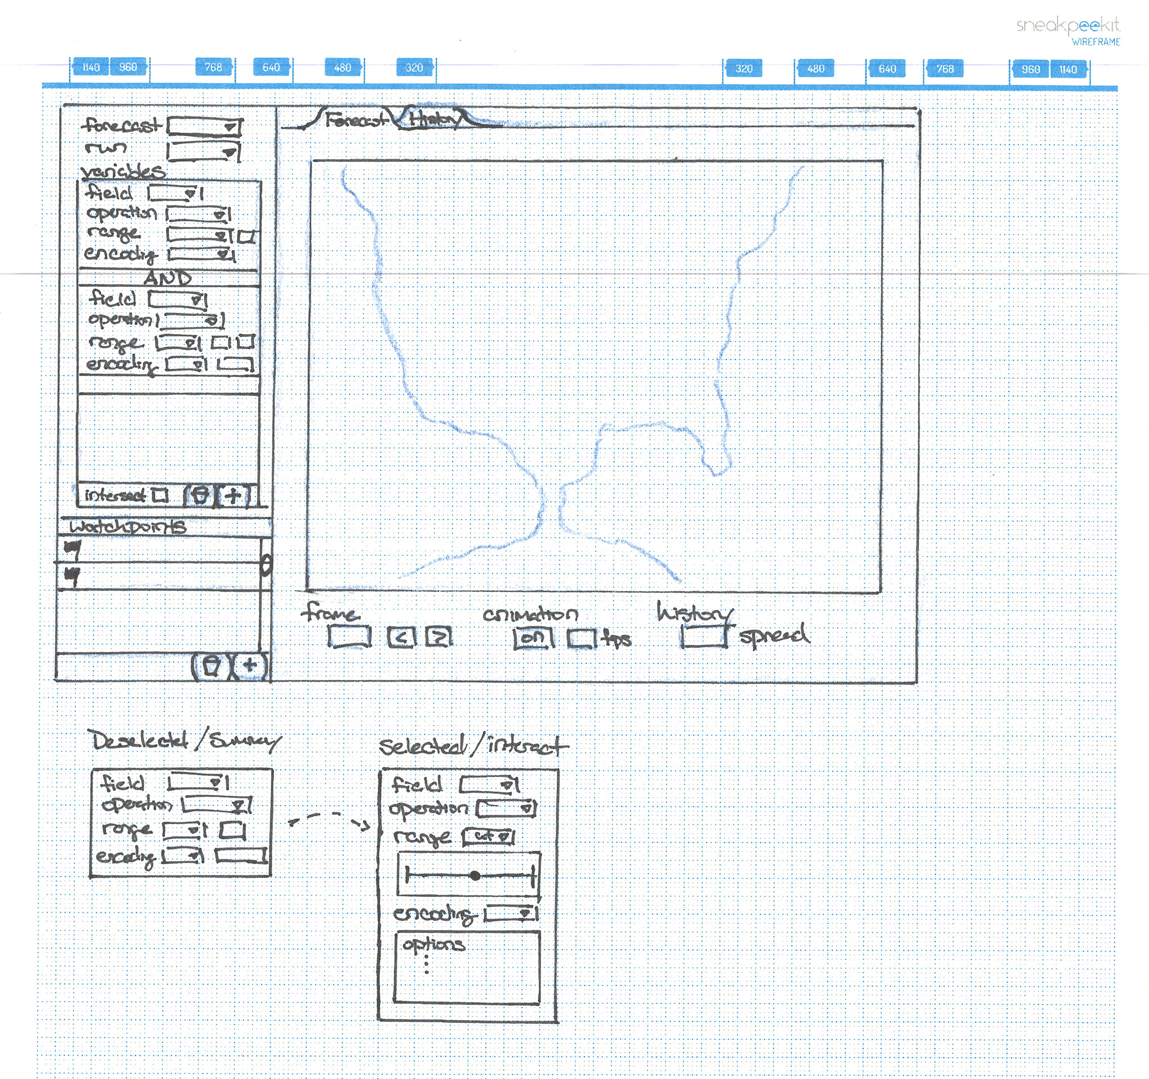 sneakpeekit
WIREFRAME
1140 960 768 640 480 320 320 480 640 768 960 1140
forecast
run
variables
field
operation
range
encoding
AND
field
operation
range
encoding
intersect +
Watchpoints
+
Forecast History
frame animation history
< > on fps spread
Deselected/Summary
field
operation
range
encoding
Selected/interact
field
operation
range
encoding
options